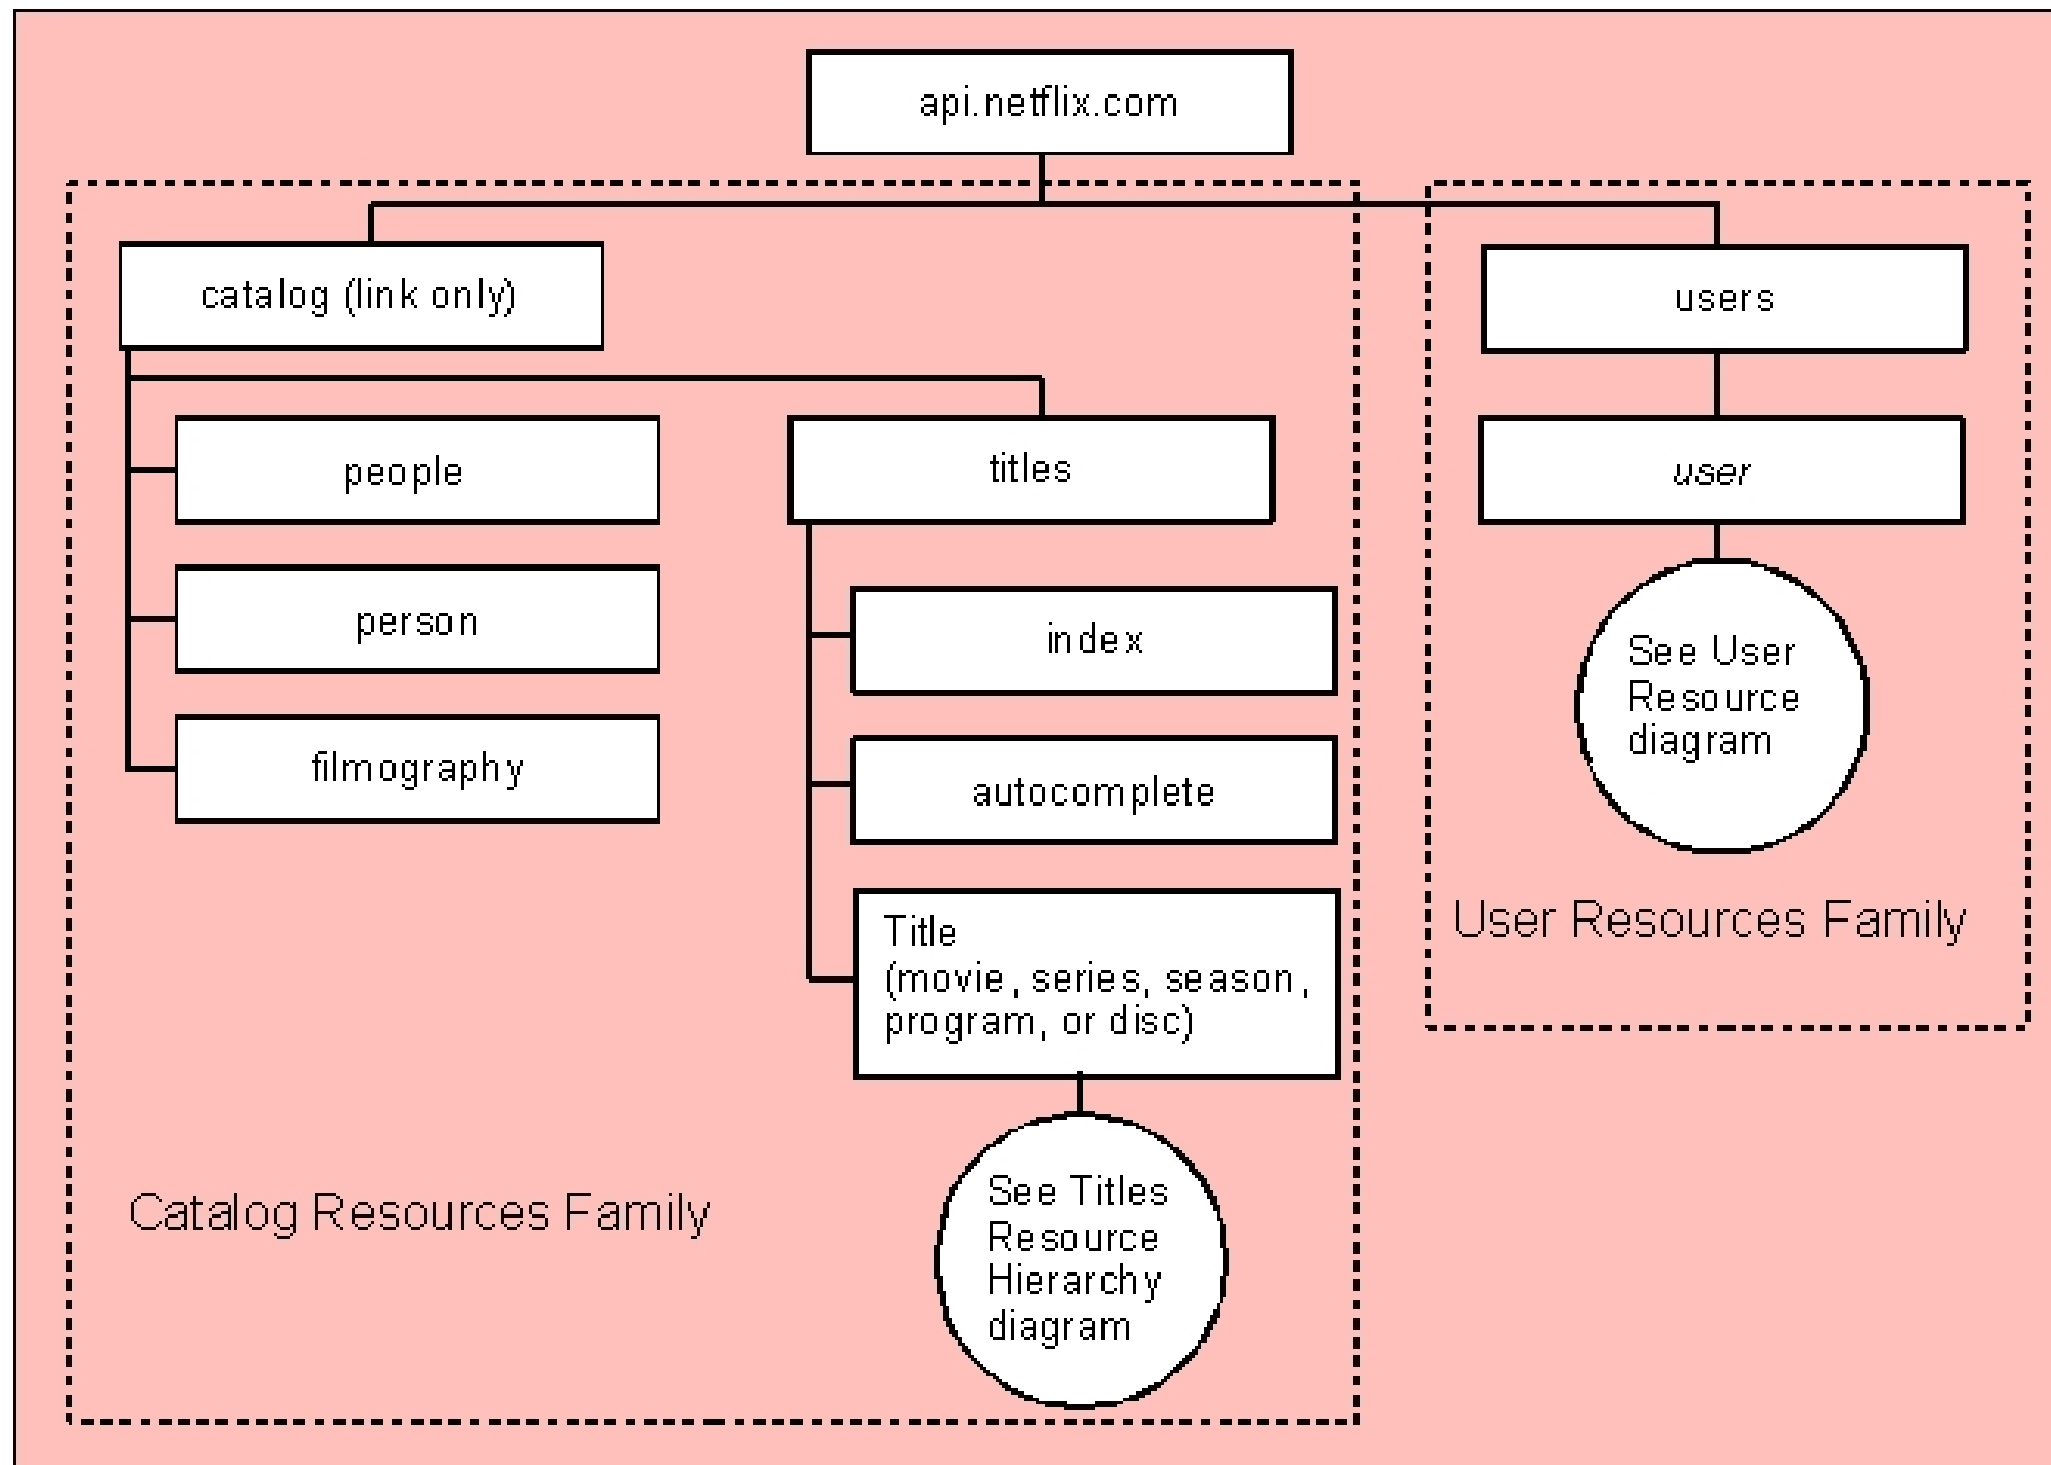 api.netflix.com
catalog (link only)
users
people
titles
user
person
index
See User
Resource
diagram
filmography
autocomplete
Title
(movie, series, season,
program, or disc)
User Resources Family
Catalog Resources Family
See Titles
Resource
Hierarchy
diagram